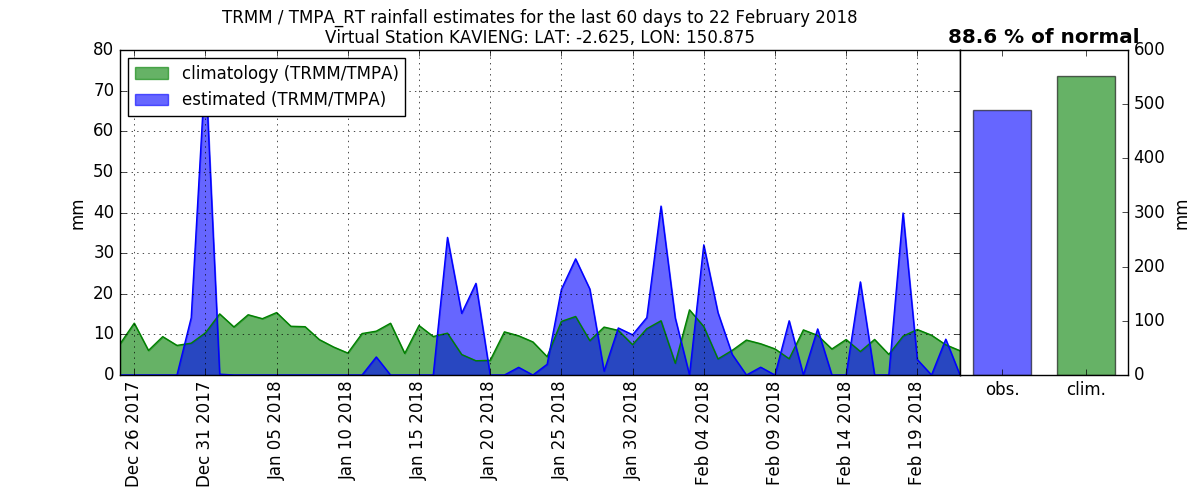 TRMM / TMPA_RT rainfall estimates for the last 60 days to 22 February 2018
Virtual Station KAVIENG: LAT: -2.625, LON: 150.875
88.6 % of normal
climatology (TRMM/TMPA)
estimated (TRMM/TMPA)
80
70
60
50
40
30
20
10
0
mm
Dec 26 2017
Dec 31 2017
Jan 05 2018
Jan 10 2018
Jan 15 2018
Jan 20 2018
Jan 25 2018
Jan 30 2018
Feb 04 2018
Feb 09 2018
Feb 14 2018
Feb 19 2018
obs.
clim.
600
500
400
300
200
100
0
mm